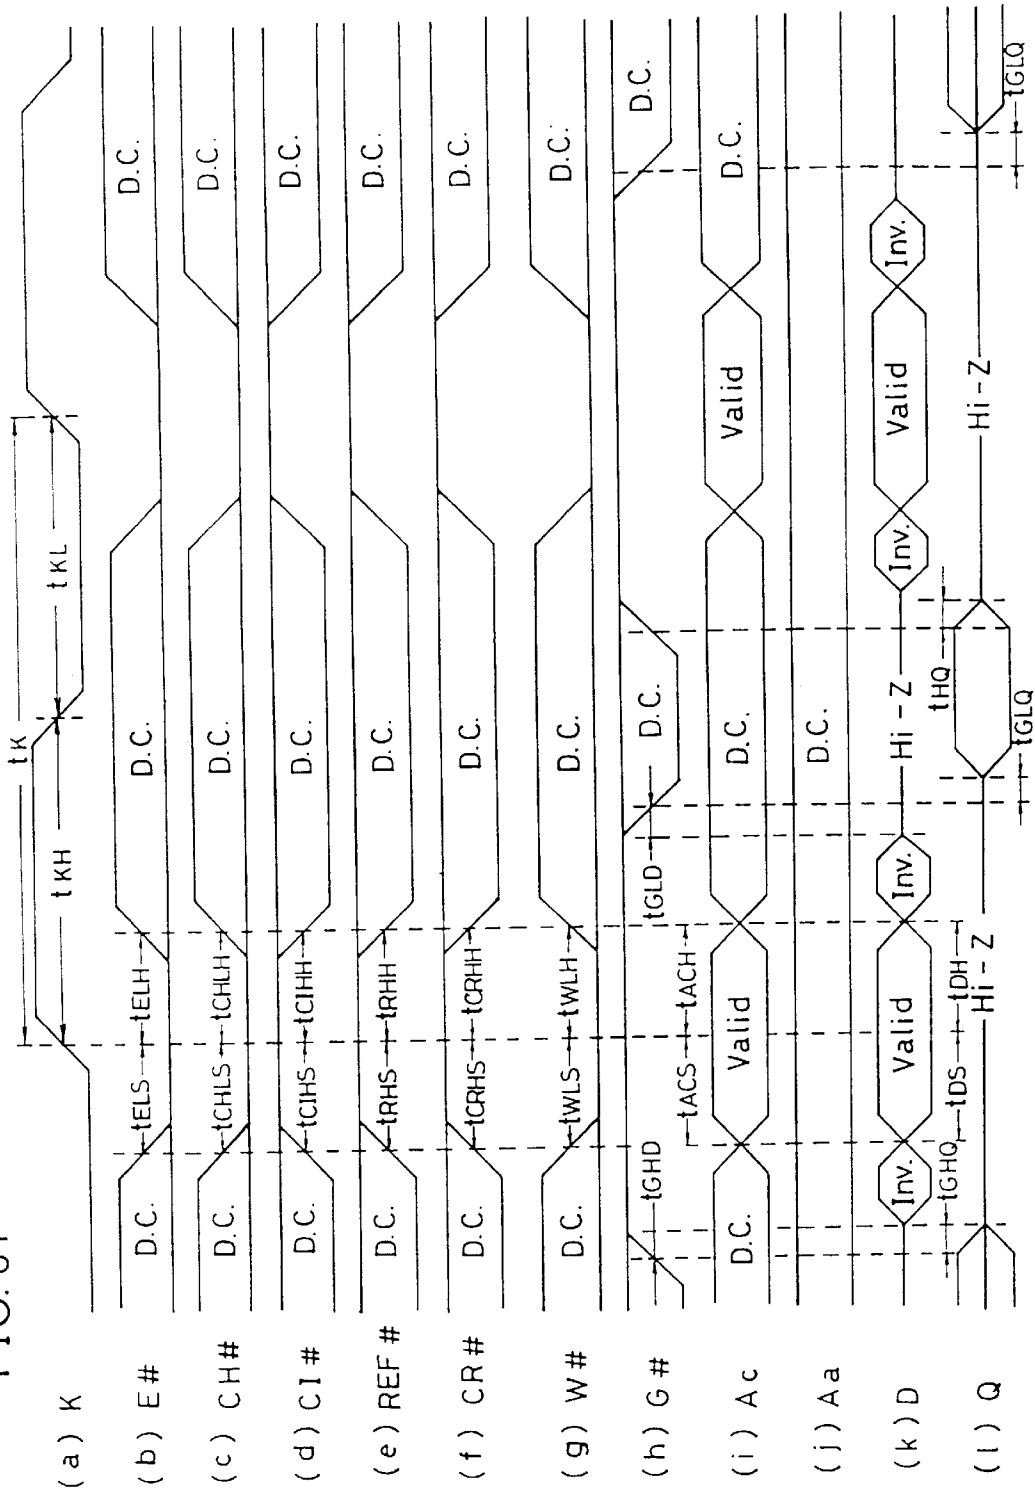 tK
(a) K tKH tKL
(b) E# D.C. tELS tELH D.C. D.C.
(c) CH# D.C. tCHLS tCHLH D.C. D.C.
(d) CI# D.C. tCIHS tCIHH D.C. D.C.
(e) REF# D.C. tRHS tRHH D.C. D.C.
(f) CR# D.C. tCRHS tCRHH D.C. D.C.
(g) W# D.C. tWLS tWLH D.C. D.C.
(h) G# tGHD tGLD D.C. D.C.
tACS tACH
(i) Ac D.C. Valid D.C. Valid D.C.
(j) Aa D.C.
(k) D Inv. Valid Inv. Hi-Z Inv. Valid Inv.
tGHQ tDS tDH tHQ
(l) Q Hi-Z Hi-Z
tGLQ tGLQ